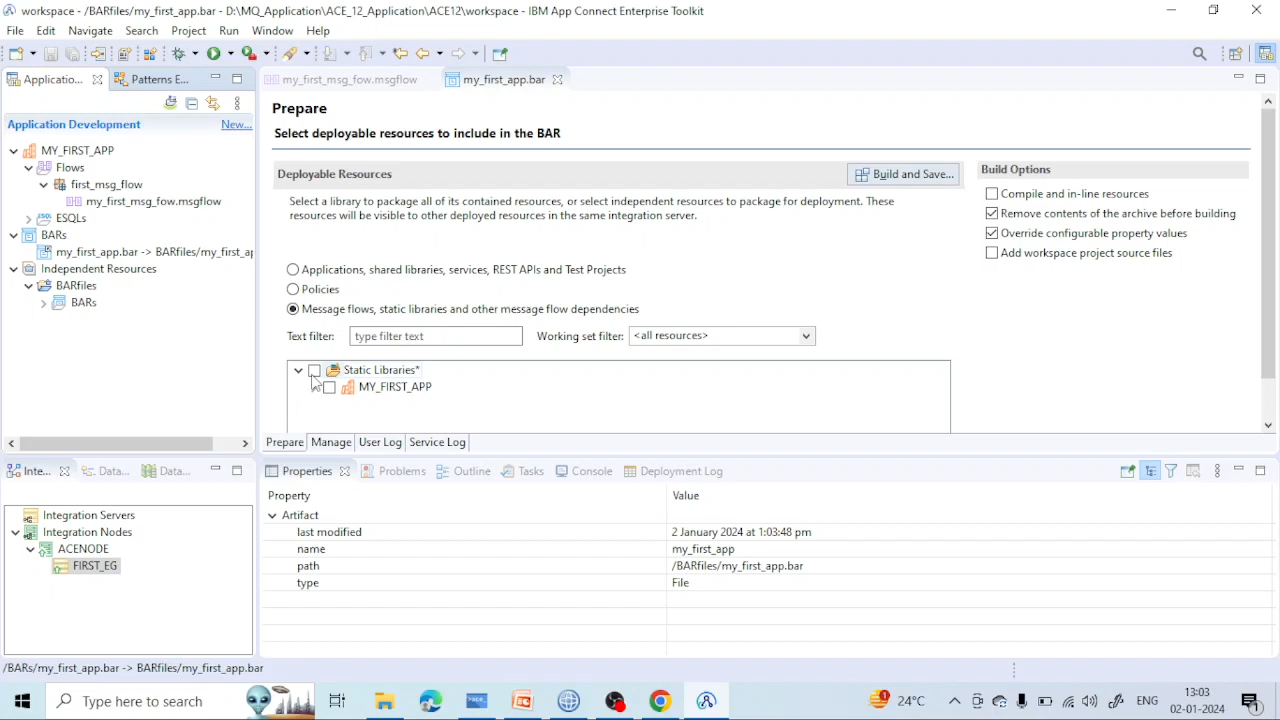 workspace - /BARfiles/my_first_app.bar - D:\MQ_Application\ACE_12_Application\ACE12\workspace - IBM App Connect Enterprise Toolkit
File Edit Navigate Search Project Run Window Help
Applicatio... Patterns E... my_first_msg_fow.msgflow my_first_app.bar
Application Development New...
MY_FIRST_APP
Flows
first_msg_flow
my_first_msg_fow.msgflow
ESQLs
BARs
my_first_app.bar -> BARfiles/my_first_ap
Independent Resources
BARfiles
BARs
Prepare
Select deployable resources to include in the BAR
Deployable Resources Build and Save...
Select a library to package all of its contained resources, or select independent resources to package for deployment. These
resources will be visible to other deployed resources in the same integration server.
Applications, shared libraries, services, REST APIs and Test Projects
Policies
Message flows, static libraries and other message flow dependencies
Text filter: type filter text Working set filter: <all resources>
Static Libraries*
MY_FIRST_APP
Build Options
Compile and in-line resources
Remove contents of the archive before building
Override configurable property values
Add workspace project source files
Prepare Manage User Log Service Log
Inte... Data... Data...
Integration Servers
Integration Nodes
ACENODE
FIRST_EG
Properties Problems Outline Tasks Console Deployment Log
Property Value
Artifact
last modified 2 January 2024 at 1:03:48 pm
name my_first_app
path /BARfiles/my_first_app.bar
type File
/BARs/my_first_app.bar -> BARfiles/my_first_app.bar
Type here to search
24°C ENG 13:03
02-01-2024